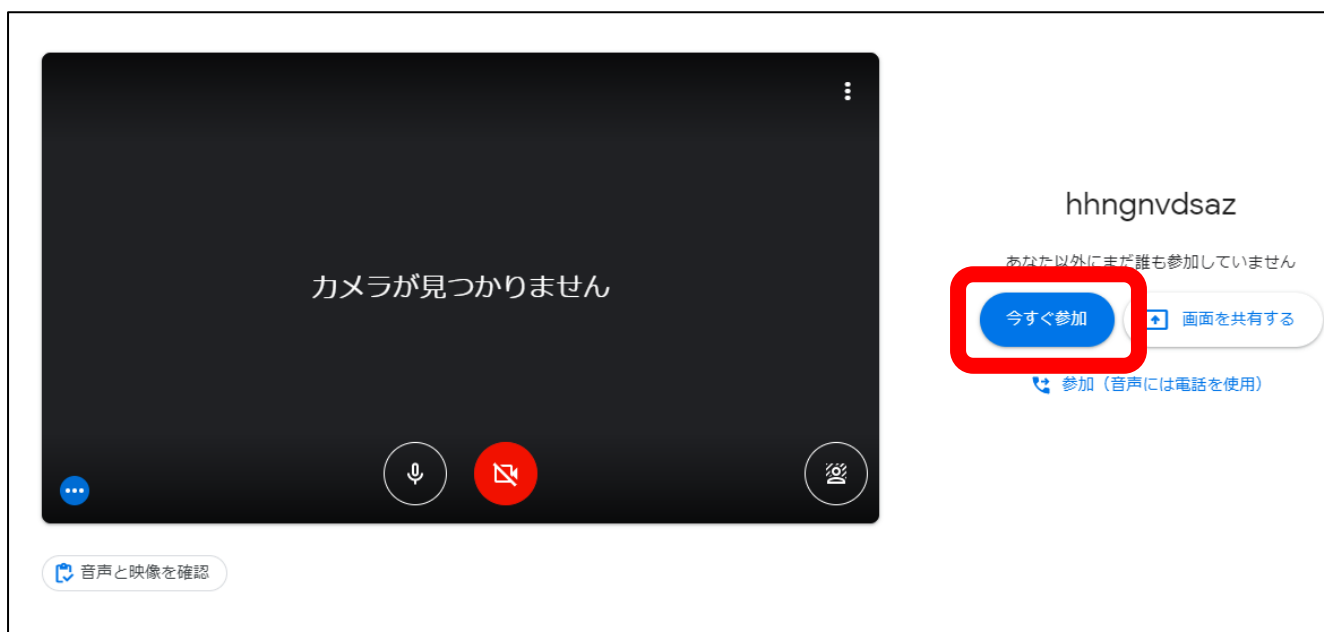 カメラが見つかりません
音声と映像を確認
hhngnvdsaz
あなた以外にまだ誰も参加していません
今すぐ参加
画面を共有する
参加（音声には電話を使用）